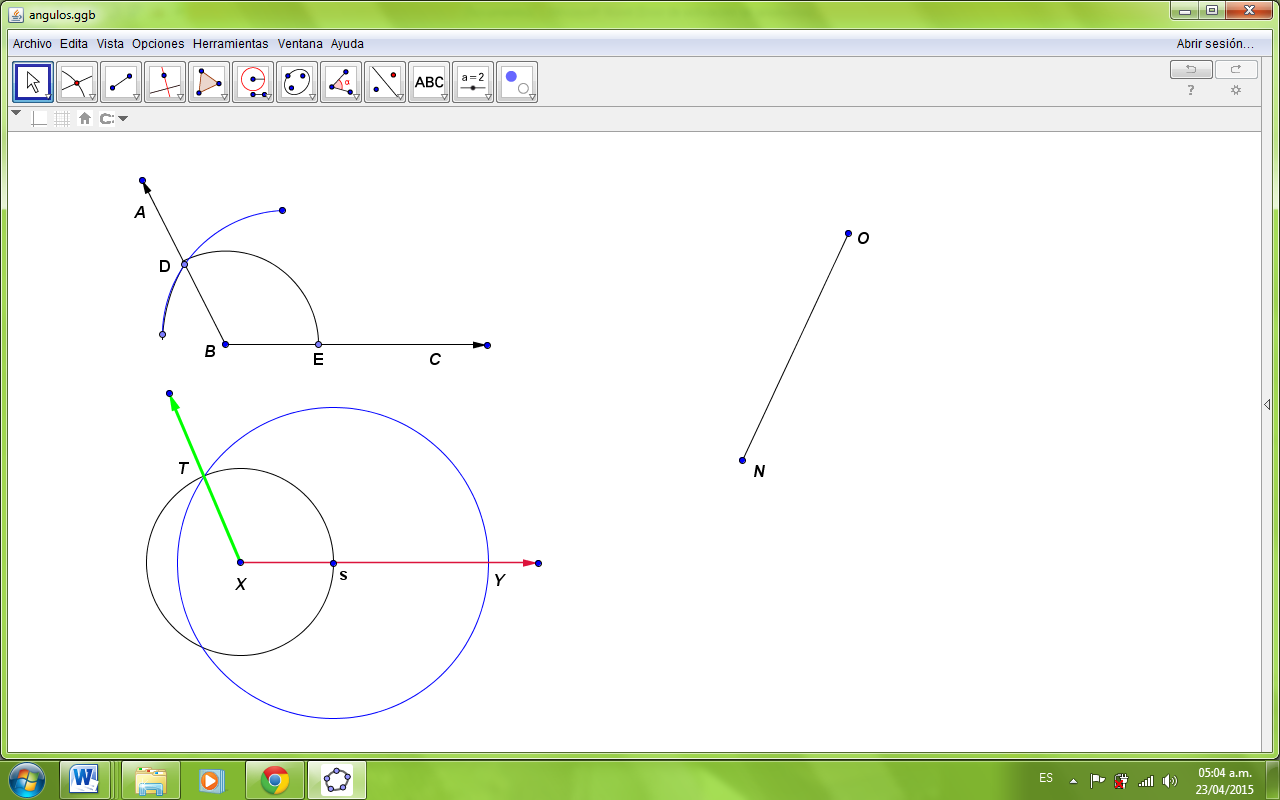 angulos.ggb
Archivo Edita Vista Opciones Herramientas Ventana Ayuda
Abrir sesión...
ABC
a = 2
α
?
A
D
B
E
C
O
N
T
X
s
Y
ES
05:04 a.m.
23/04/2015